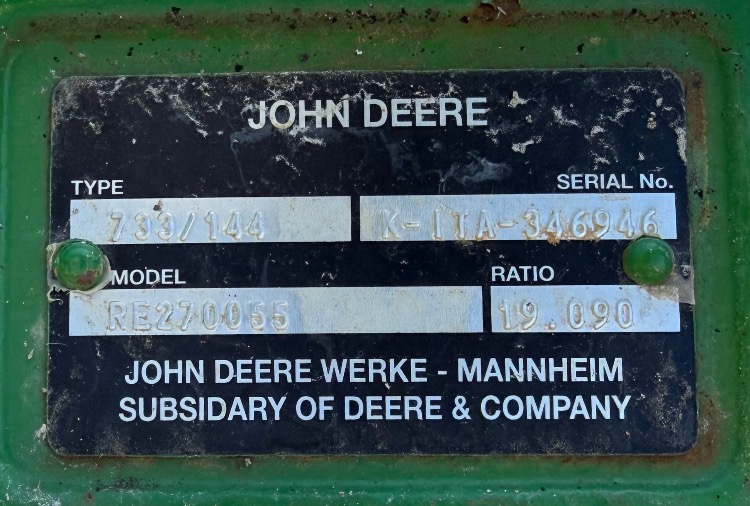 JOHN DEERE
TYPE
SERIAL No.
733/144
K-ITA-346946
MODEL
RATIO
RE270055
19.090
JOHN DEERE WERKE - MANNHEIM
SUBSIDARY OF DEERE & COMPANY